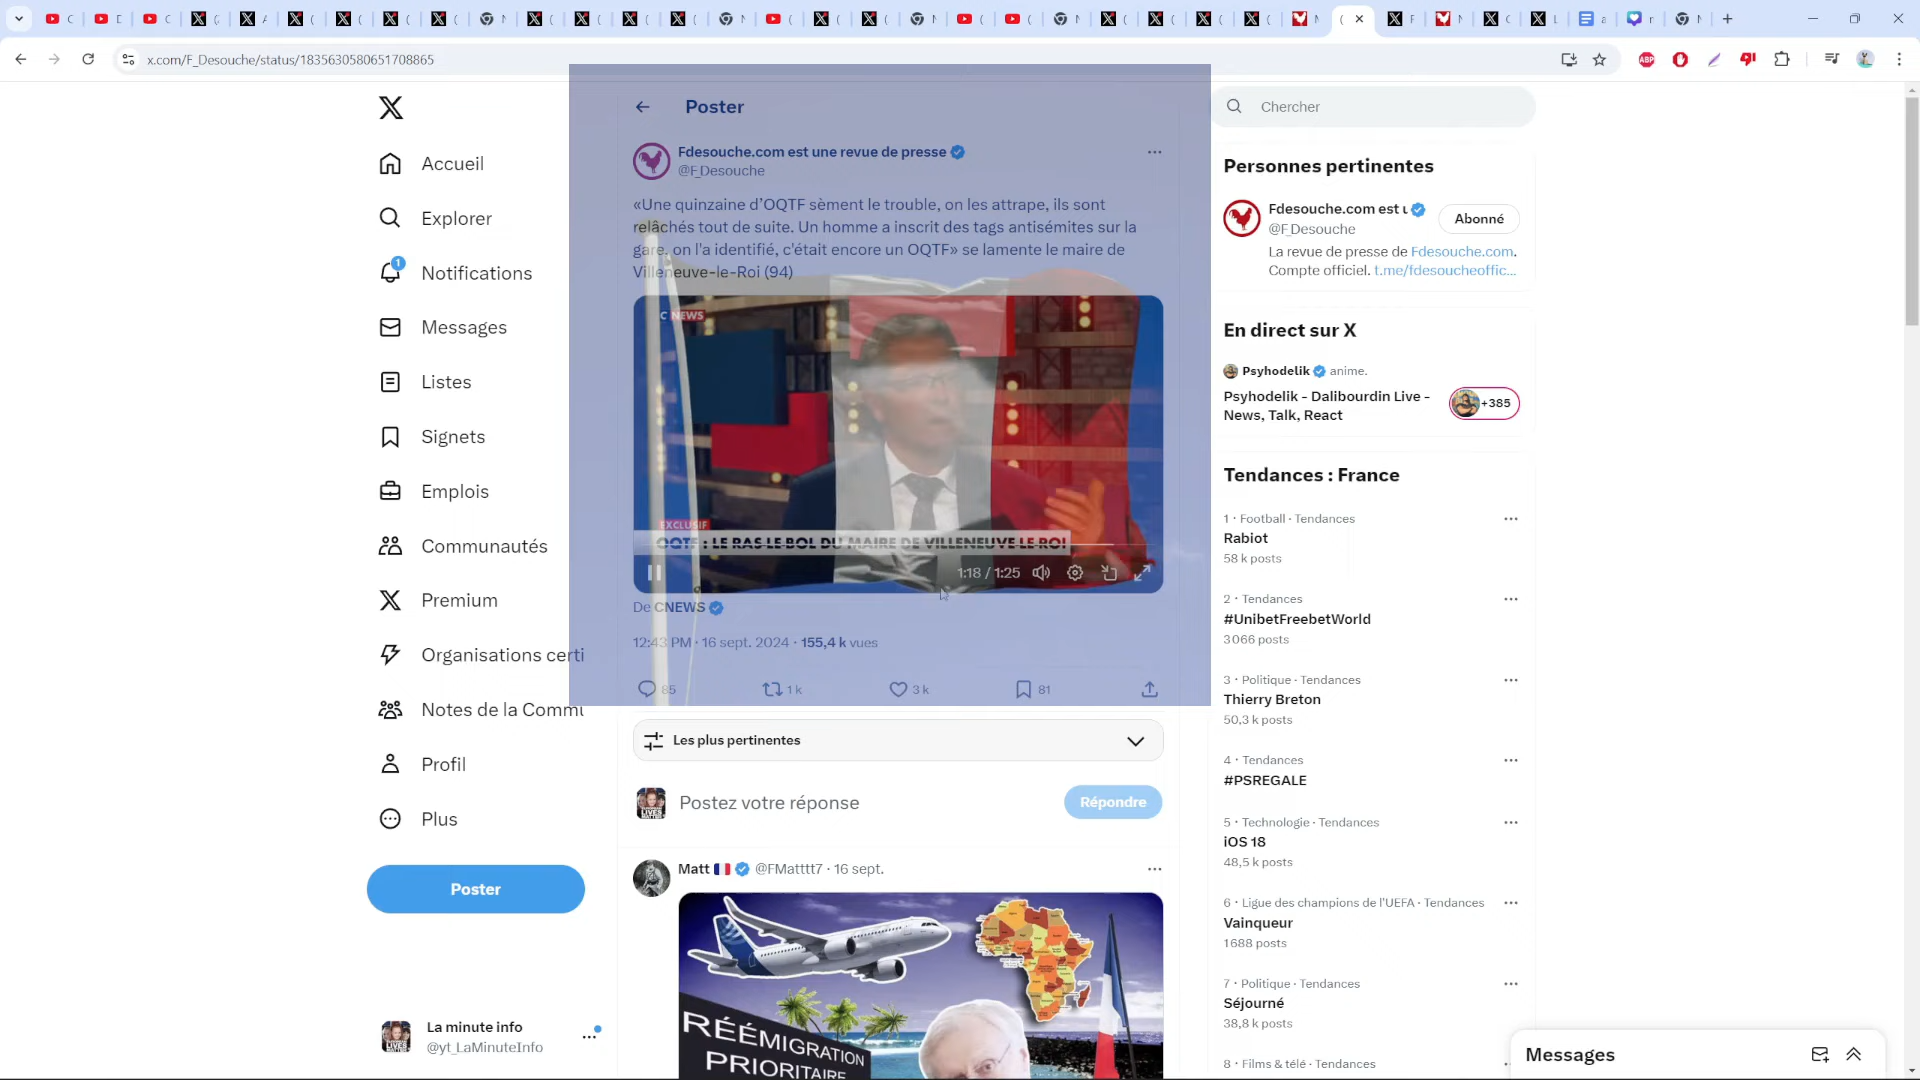 x.com/F_Desouche/status/1835630580651708865
Accueil
Explorer
1
Notifications
Messages
Listes
Signets
Emplois
Communautés
Premium
Organisations certi
Notes de la Commu
Profil
Plus
Poster
La minute info
@yt_LaMinuteInfo
Poster
Fdesouche.com est une revue de presse
@F_Desouche
«Une quinzaine d’OQTF sèment le trouble, on les attrape, ils sont
relâchés tout de suite. Un homme a inscrit des tags antisémites sur la
gare, on l'a identifié, c'était encore un OQTF» se lamente le maire de
Villeneuve-le-Roi (94)
C NEWS
EXCLUSIF
OQTF : LE RAS-LE-BOL DU MAIRE DE VILLENEUVE-LE-ROI
1:18 / 1:25
De CNEWS
12:43 PM · 16 sept. 2024 · 155,4 k vues
85
1 k
3 k
81
Les plus pertinentes
Postez votre réponse
Répondre
Matt @FMatttt7 · 16 sept.
RÉÉMIGRATION
PRIORITAIRE
Chercher
Personnes pertinentes
Fdesouche.com est u
@F_Desouche
Abonné
La revue de presse de Fdesouche.com.
Compte officiel. t.me/fdesoucheoffic...
En direct sur X
Psyhodelik anime.
Psyhodelik - Dalibourdin Live -
News, Talk, React
+385
Tendances : France
1 · Football · Tendances
Rabiot
58 k posts
2 · Tendances
#UnibetFreebetWorld
3 066 posts
3 · Politique · Tendances
Thierry Breton
50,3 k posts
4 · Tendances
#PSREGALE
5 · Technologie · Tendances
iOS 18
48,5 k posts
6 · Ligue des champions de l'UEFA · Tendances
Vainqueur
1 688 posts
7 · Politique · Tendances
Séjourné
38,8 k posts
8 · Films & télé · Tendances
Messages
ABP